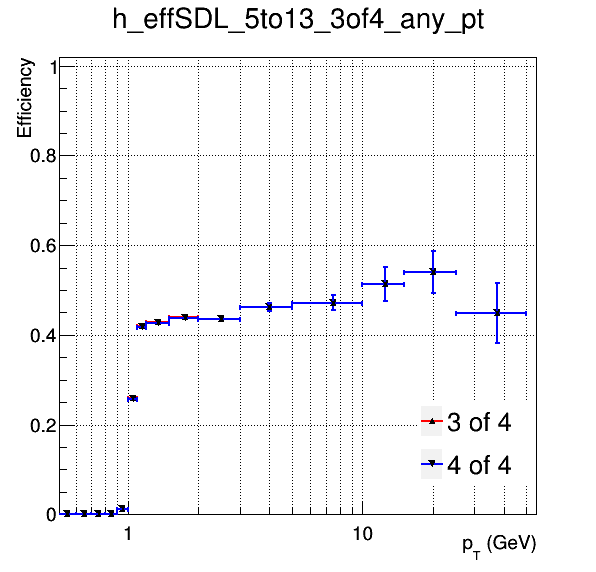 h_effSDL_5to13_3of4_any_pt
Efficiency
1
0.8
0.6
0.4
0.2
0
3 of 4
4 of 4
1
10
p_T (GeV)